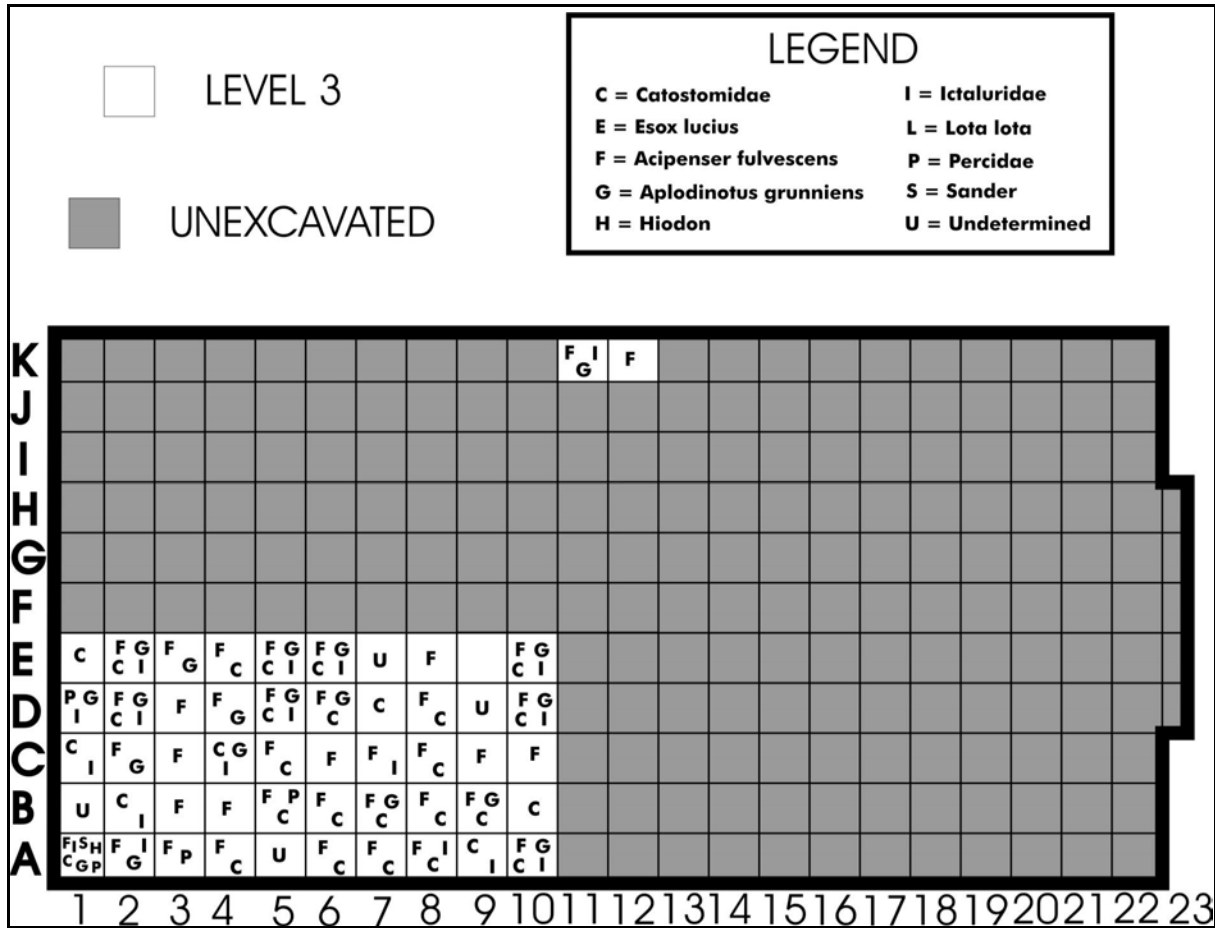 LEVEL 3
UNEXCAVATED
LEGEND
C = Catostomidae
E = Esox lucius
F = Acipenser fulvescens
G = Aplodinotus grunniens
H = Hiodon
I = Ictaluridae
L = Lota lota
P = Percidae
S = Sander
U = Undetermined
K F I G F
J
I
H
G
F
E C F G C I F G F C F G C I F G C I U F F G C I
D P G I F G C I F F G F G C I F G C C F C U F G C I
C C I F G F C G I F C F F I F C F F
B U C I F F F P C F C F G C F C F G C C
A F I S H C G P F I G F P F C U F C F C F I C C I F G C I
1 2 3 4 5 6 7 8 9 10 11 12 13 14 15 16 17 18 19 20 21 22 23